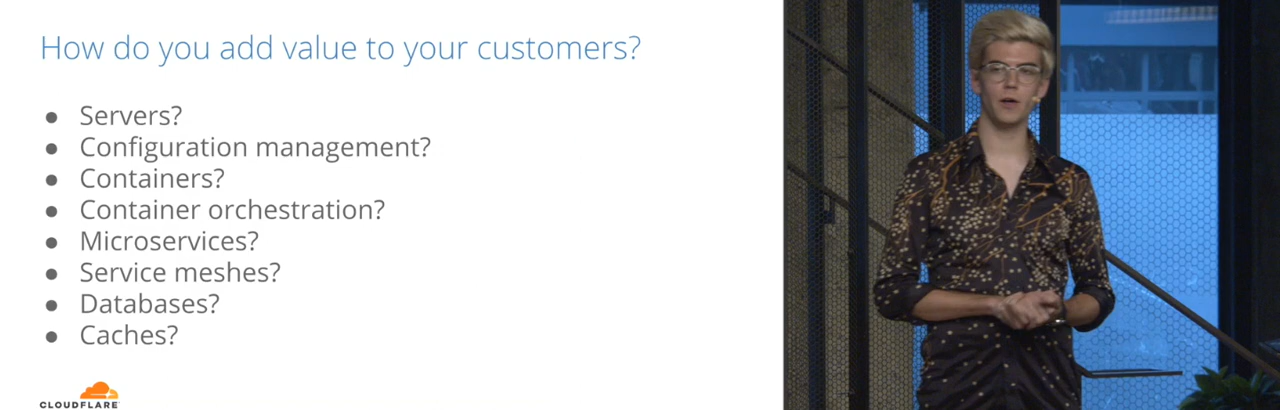 How do you add value to your customers?
● Servers?
● Configuration management?
● Containers?
● Container orchestration?
● Microservices?
● Service meshes?
● Databases?
● Caches?
CLOUDFLARE